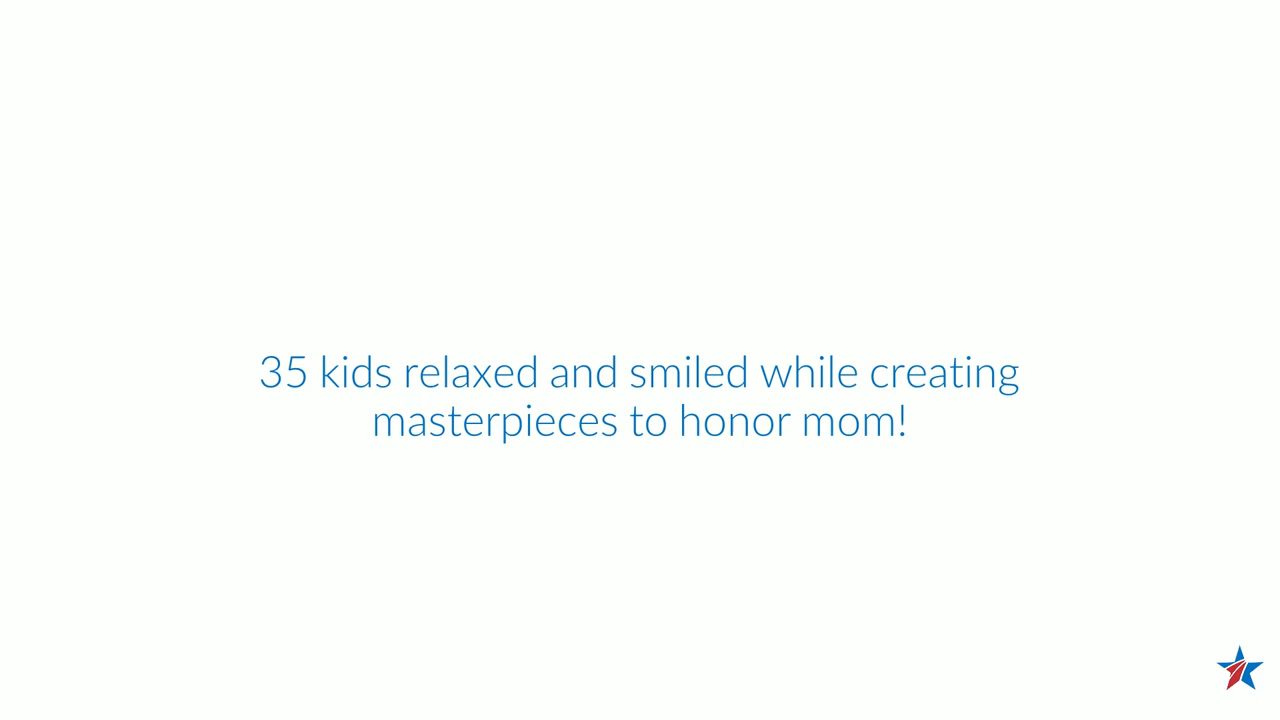 35 kids relaxed and smiled while creating
masterpieces to honor mom!